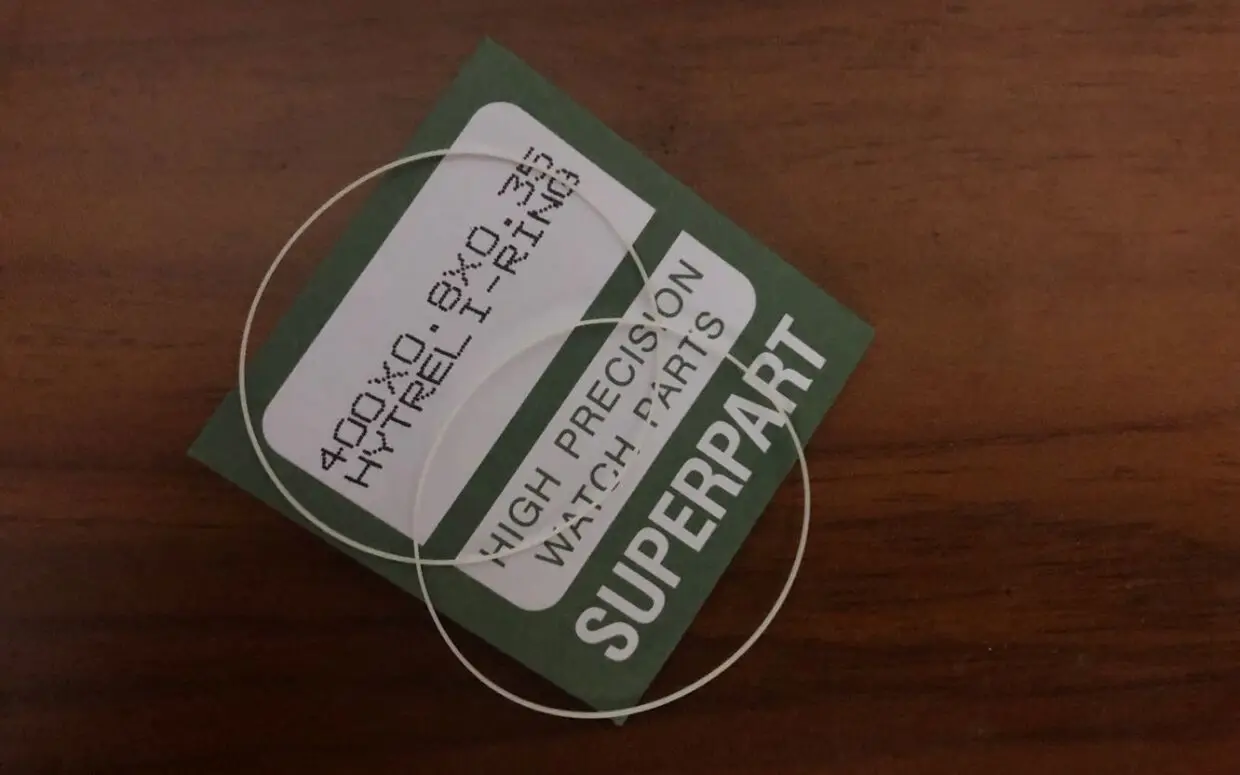 400X0.8X0.35
HYTREL I-RING
HIGH PRECISION
WATCH PARTS
SUPERPART